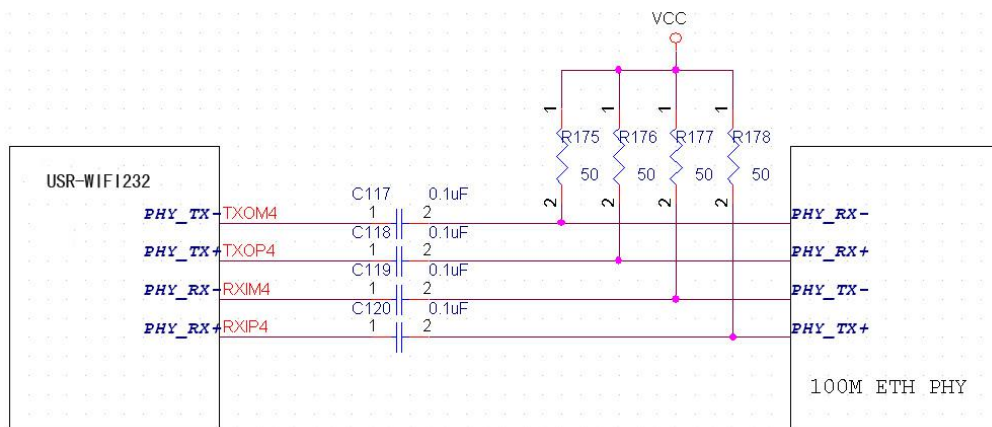 VCC
1 1 1 1
R175 R176 R177 R178
50 50 50 50
2 2 2 2
USR-WIFI232
PHY_TX- TXOM4
PHY_TX+ TXOP4
PHY_RX- RXIM4
PHY_RX+ RXIP4
C117 0.1uF
1 2
C118 0.1uF
1 2
C119 0.1uF
1 2
C120 0.1uF
1 2
PHY_RX-
PHY_RX+
PHY_TX-
PHY_TX+
100M ETH PHY